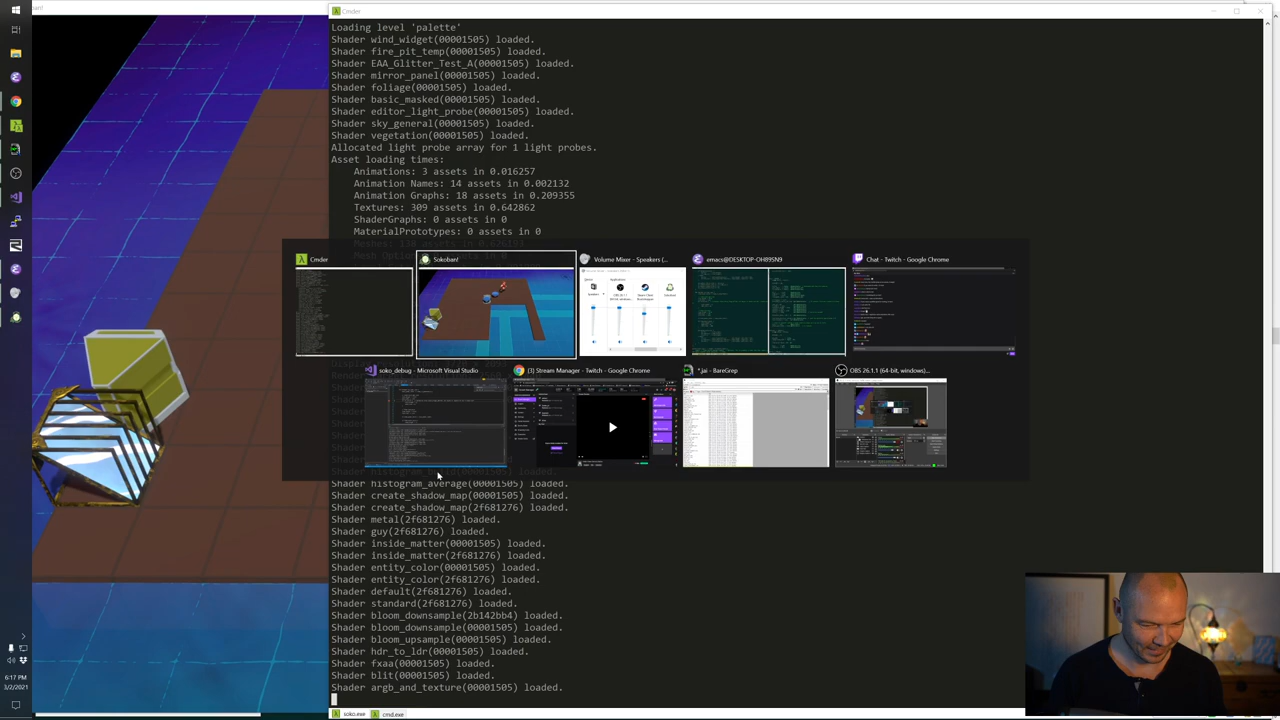 oan!
Cmder
Loading level 'palette'
Shader wind_widget(00001505) loaded.
Shader fire_pit_temp(00001505) loaded.
Shader EAA_Glitter_Test_A(00001505) loaded.
Shader mirror_panel(00001505) loaded.
Shader foliage(00001505) loaded.
Shader basic_masked(00001505) loaded.
Shader editor_light_probe(00001505) loaded.
Shader sky_general(00001505) loaded.
Shader vegetation(00001505) loaded.
Allocated light probe array for 1 light probes.
Asset loading times:
Animations: 3 assets in 0.016257
Animation Names: 14 assets in 0.002132
Animation Graphs: 18 assets in 0.209355
Textures: 309 assets in 0.642862
ShaderGraphs: 0 assets in 0
MaterialPrototypes: 0 assets in 0
Meshes: 138 assets in
Cmder
Sokoban!
Volume Mixer - Speakers (...
emacs@DESKTOP-OH895N9
Chat - Twitch - Google Chrome
soko_debug - Microsoft Visual Studio
(3) Stream Manager - Twitch - Google Chrome
*.jai - BareGrep
OBS 26.1.1 (64-bit, windows)...
Shader histogram_average(00001505) loaded.
Shader create_shadow_map(00001505) loaded.
Shader create_shadow_map(2f681276) loaded.
Shader metal(2f681276) loaded.
Shader guy(2f681276) loaded.
Shader inside_matter(00001505) loaded.
Shader inside_matter(2f681276) loaded.
Shader entity_color(00001505) loaded.
Shader entity_color(2f681276) loaded.
Shader default(2f681276) loaded.
Shader standard(2f681276) loaded.
Shader bloom_downsample(2b142bb4) loaded.
Shader bloom_downsample(00001505) loaded.
Shader bloom_upsample(00001505) loaded.
Shader hdr_to_ldr(00001505) loaded.
Shader fxaa(00001505) loaded.
Shader blit(00001505) loaded.
Shader argb_and_texture(00001505) loaded.
soko.exe
cmd.exe
6:17 PM
3/2/2021